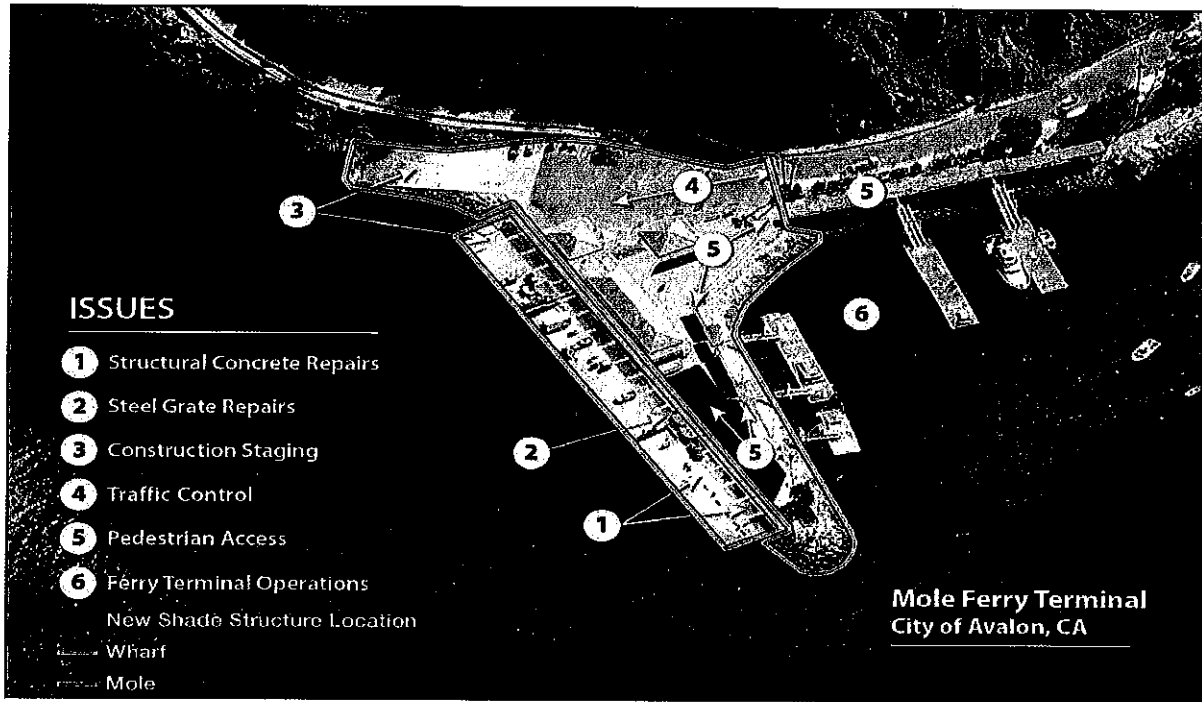 4
5
3
5
6
ISSUES
1 Structural Concrete Repairs
2 Steel Grate Repairs
3 Construction Staging
4 Traffic Control
5 Pedestrian Access
6 Ferry Terminal Operations
New Shade Structure Location
Wharf
Mole
2
5
1
Mole Ferry Terminal
City of Avalon, CA